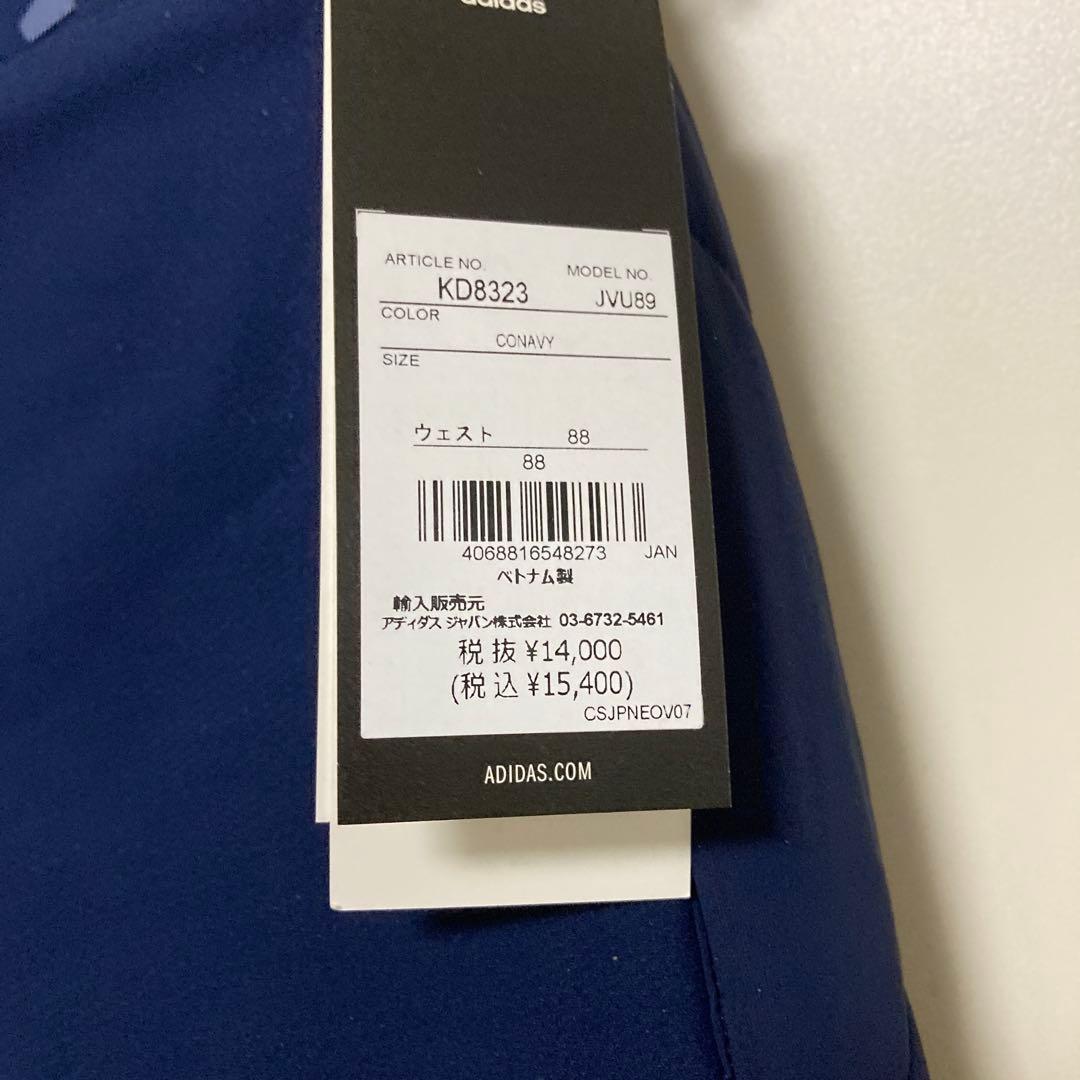 adidas
ARTICLE NO. MODEL NO.
KD8323 JVU89
COLOR
CONAVY
SIZE
ウェスト 88
88
4068816548273 JAN
ベトナム製
輸入販売元
アディダス ジャパン株式会社 03-6732-5461
税抜 ¥14,000
(税込 ¥15,400)
CSJPNEOV07
ADIDAS.COM